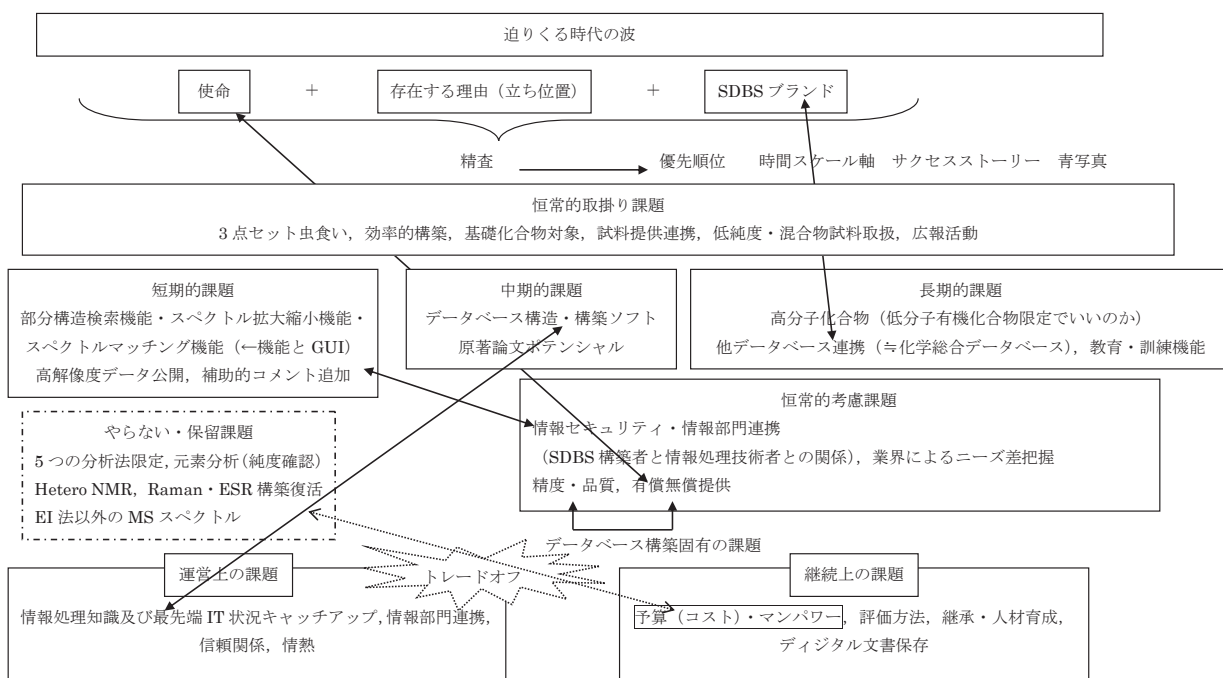 迫りくる時代の波
使命 + 存在する理由（立ち位置） + SDBS ブランド
精査 優先順位 時間スケール軸 サクセスストーリー 青写真
恒常的取掛り課題
3 点セット虫食い，効率的構築，基礎化合物対象，試料提供連携，低純度・混合物試料取扱，広報活動
短期的課題
部分構造検索機能・スペクトル拡大縮小機能・
スペクトルマッチング機能（←機能と GUI）
高解像度データ公開，補助的コメント追加
中期的課題
データベース構造・構築ソフト
原著論文ポテンシャル
長期的課題
高分子化合物（低分子有機化合物限定でいいのか）
他データベース連携（≒化学総合データベース），教育・訓練機能
恒常的考慮課題
情報セキュリティ・情報部門連携
（SDBS 構築者と情報処理技術者との関係），業界によるニーズ差把握
精度・品質，有償無償提供
やらない・保留課題
5 つの分析法限定，元素分析（純度確認）
Hetero NMR，Raman・ESR 構築復活
EI 法以外の MS スペクトル
データベース構築固有の課題
トレードオフ
運営上の課題
情報処理知識及び最先端 IT 状況キャッチアップ，情報部門連携，
信頼関係，情熱
継続上の課題
予算（コスト）・マンパワー，評価方法，継承・人材育成，
ディジタル文書保存